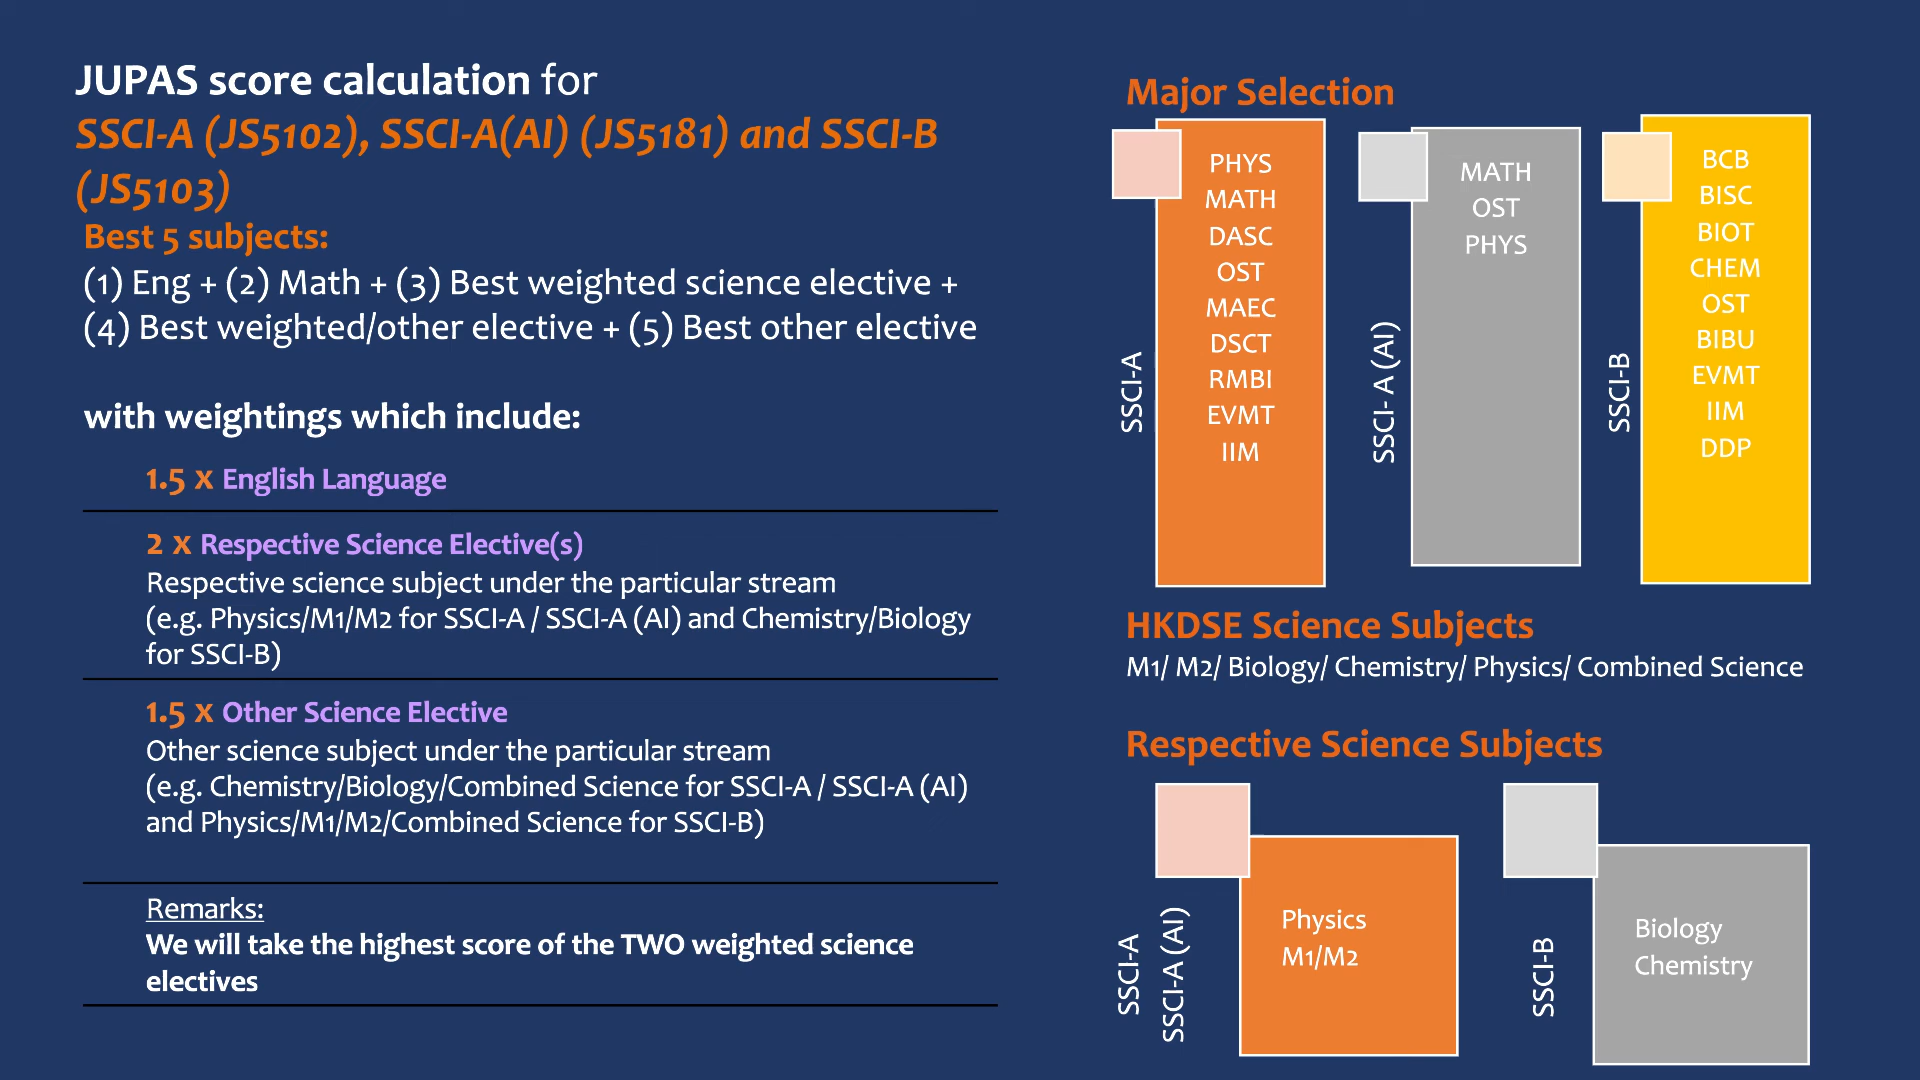 JUPAS score calculation for
SSCI-A (JS5102), SSCI-A(AI) (JS5181) and SSCI-B
(JS5103)
Best 5 subjects:
(1) Eng + (2) Math + (3) Best weighted science elective +
(4) Best weighted/other elective + (5) Best other elective
with weightings which include:
1.5 x English Language
2 x Respective Science Elective(s)
Respective science subject under the particular stream
(e.g. Physics/M1/M2 for SSCI-A / SSCI-A (AI) and Chemistry/Biology
for SSCI-B)
1.5 x Other Science Elective
Other science subject under the particular stream
(e.g. Chemistry/Biology/Combined Science for SSCI-A / SSCI-A (AI)
and Physics/M1/M2/Combined Science for SSCI-B)
Remarks:
We will take the highest score of the TWO weighted science
electives
Major Selection
SSCI-A
PHYS
MATH
DASC
OST
MAEC
DSCT
RMBI
EVMT
IIM
SSCI- A (AI)
MATH
OST
PHYS
SSCI-B
BCB
BISC
BIOT
CHEM
OST
BIBU
EVMT
IIM
DDP
HKDSE Science Subjects
M1/ M2/ Biology/ Chemistry/ Physics/ Combined Science
Respective Science Subjects
SSCI-A
SSCI-A (AI)
Physics
M1/M2
SSCI-B
Biology
Chemistry